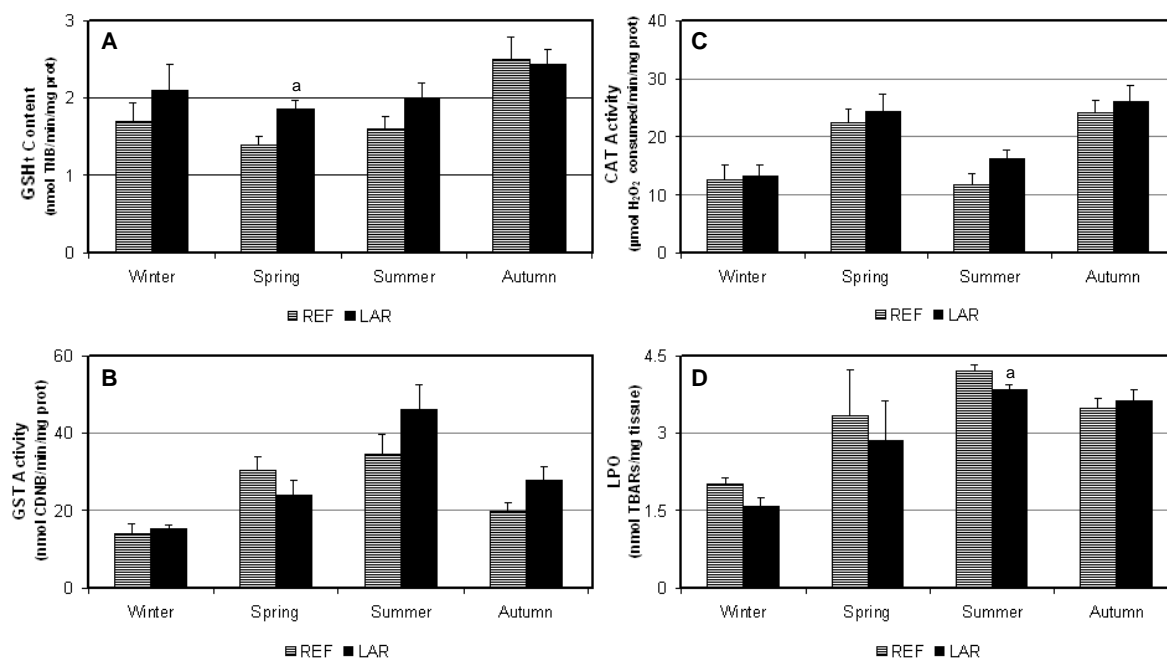 A
GSHt Content
(nmol TNB/min/mg prot)
3
2
1
0
a
Winter Spring Summer Autumn
REF LAR
C
CAT Activity
(µmol H₂O₂ consumed/min/mg prot)
40
30
20
10
0
Winter Spring Summer Autumn
REF LAR
B
GST Activity
(nmol CDNB/min/mg prot)
60
40
20
0
Winter Spring Summer Autumn
REF LAR
D
LPO
(nmol TBARs/mg tissue)
4.5
3
1.5
0
a
Winter Spring Summer Autumn
REF LAR